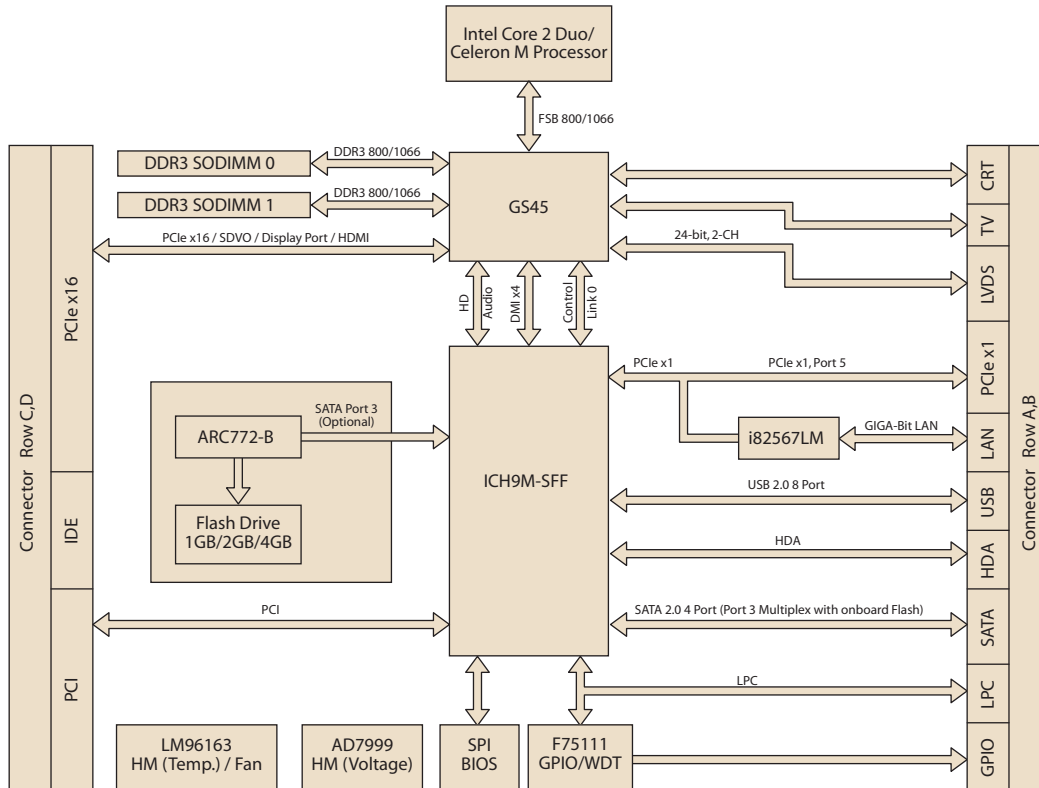 Intel Core 2 Duo/
Celeron M Processor
FSB 800/1066
DDR3 SODIMM 0
DDR3 800/1066
DDR3 SODIMM 1
DDR3 800/1066
GS45
PCIe x16 / SDVO / Display Port / HDMI
24-bit, 2-CH
HD
Audio
DMI x4
Control
Link 0
Connector Row C,D
PCIe x16
IDE
PCI
ARC772-B
SATA Port 3
(Optional)
Flash Drive
1GB/2GB/4GB
ICH9M-SFF
PCI
PCIe x1
PCIe x1, Port 5
i82567LM
GIGA-Bit LAN
USB 2.0 8 Port
HDA
SATA 2.0 4 Port (Port 3 Multiplex with onboard Flash)
LPC
LM96163
HM (Temp.) / Fan
AD7999
HM (Voltage)
SPI
BIOS
F75111
GPIO/WDT
CRT
TV
LVDS
PCIe x1
LAN
USB
HDA
SATA
LPC
GPIO
Connector Row A,B